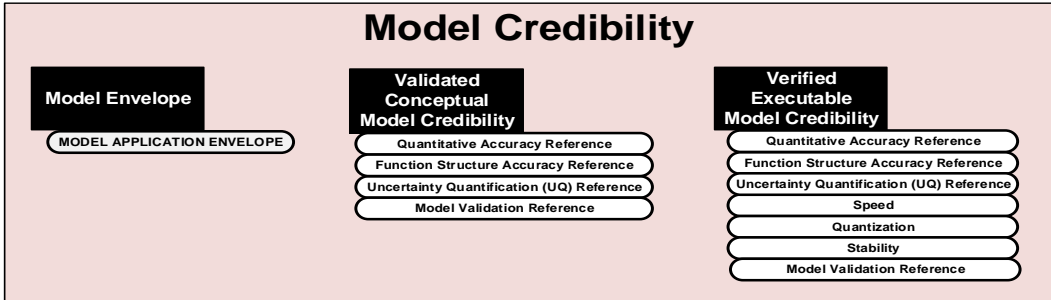 Model Credibility
Model Envelope
MODEL APPLICATION ENVELOPE
Validated
Conceptual
Model Credibility
Quantitative Accuracy Reference
Function Structure Accuracy Reference
Uncertainty Quantification (UQ) Reference
Model Validation Reference
Verified
Executable
Model Credibility
Quantitative Accuracy Reference
Function Structure Accuracy Reference
Uncertainty Quantification (UQ) Reference
Speed
Quantization
Stability
Model Validation Reference